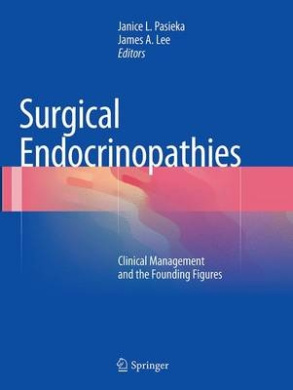 Janice L. Pasieka
James A. Lee
Editors
Surgical
Endocrinopathies
Clinical Management
and the Founding Figures
Springer